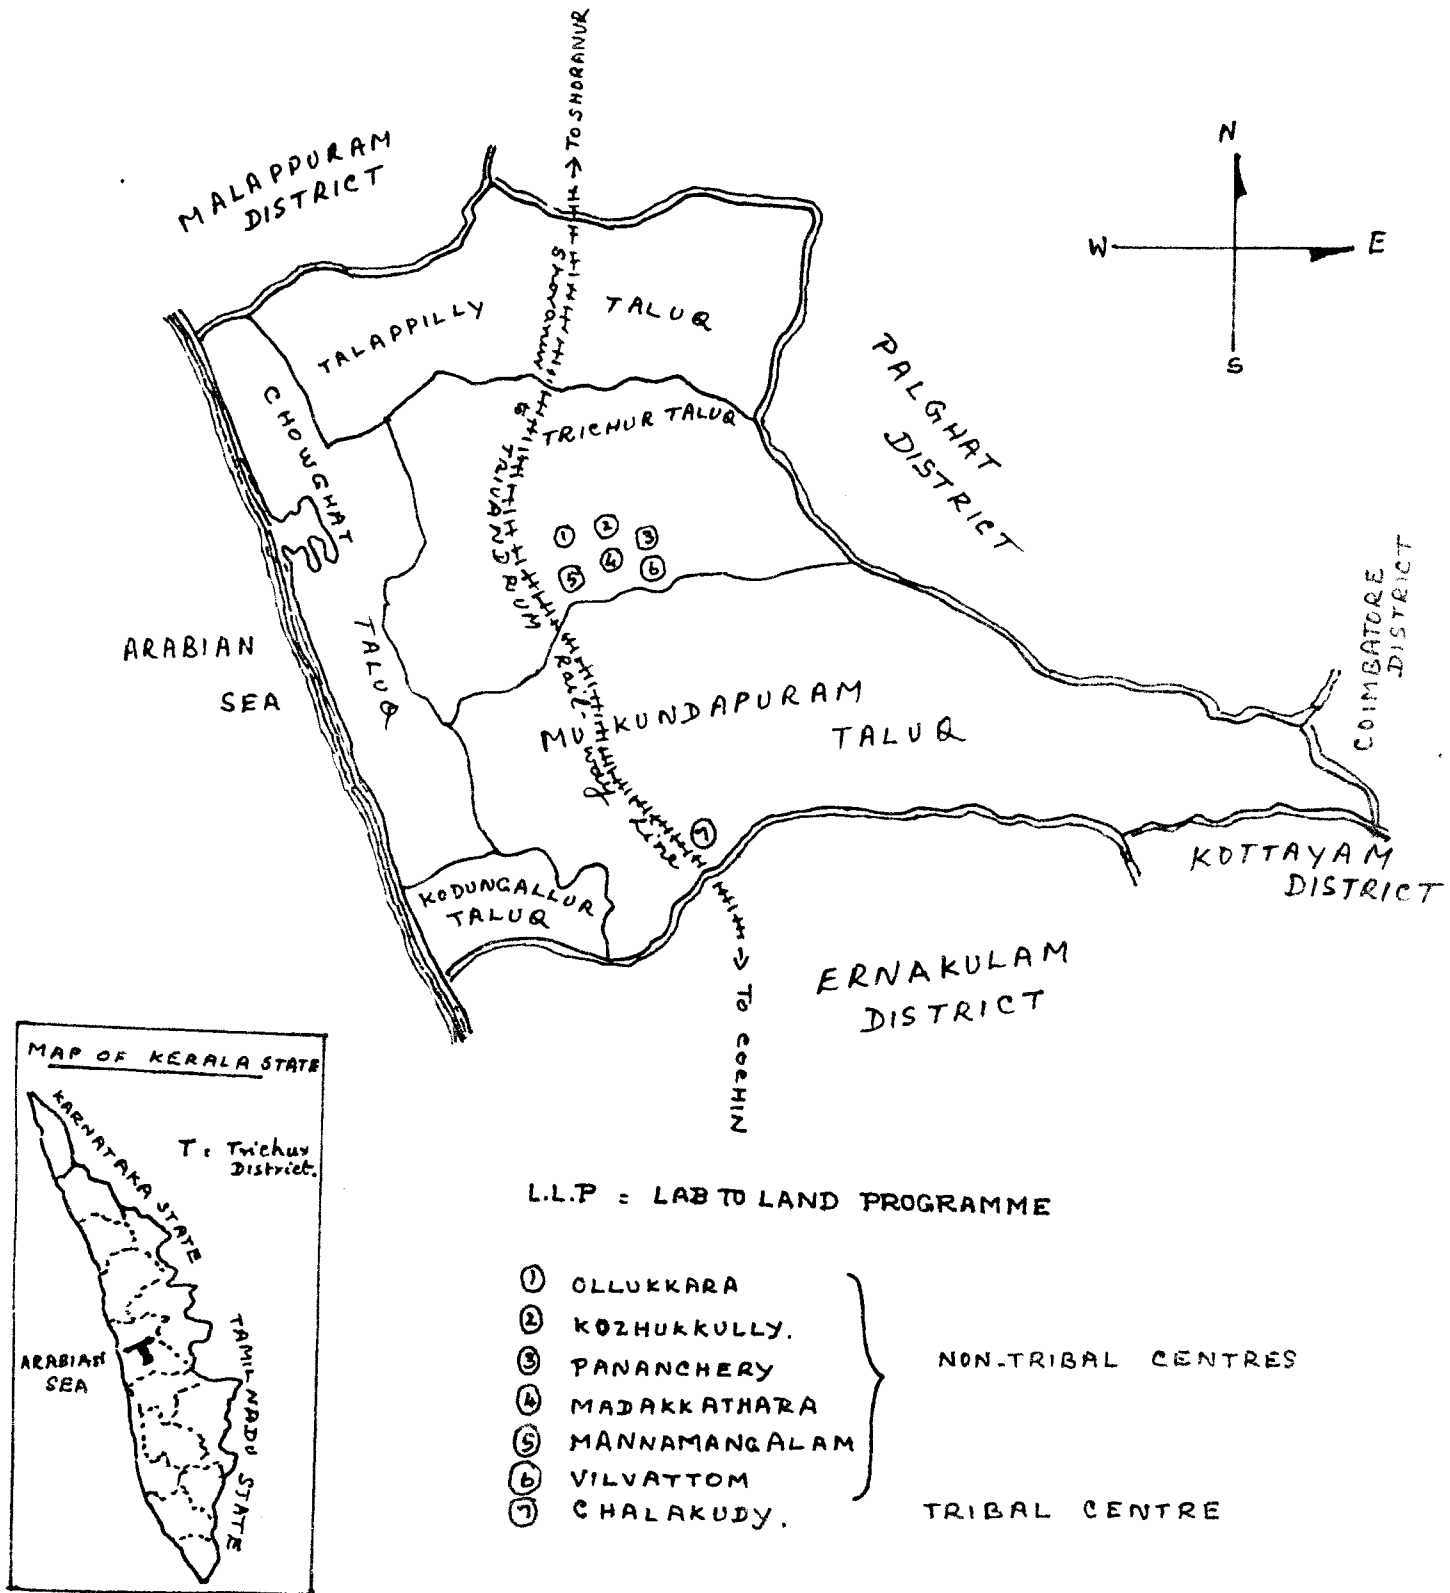 → TO SHORANUR
MALAPPURAM
DISTRICT
N
W
E
S
TALAPPILLY TALUQ
CHOWGHAT TALUQ
TRICHUR TALUQ
PALGHAT
DISTRICT
TRIVANDRUM
Rail-way Line
① ② ③
⑤ ④ ⑥
ARABIAN
SEA
MUKUNDAPURAM
TALUQ
COIMBATORE
DISTRICT
⑦
KODUNGALLUR
TALUQ
KOTTAYAM
DISTRICT
ERNAKULAM
DISTRICT
→ TO COCHIN
MAP OF KERALA STATE
KARNATAKA STATE
T: Trichur
District.
ARABIAN
SEA
T
TAMIL NADU STATE
L.L.P = LAB TO LAND PROGRAMME
① OLLUKKARA
② KOZHUKKULLY.
③ PANANCHERY
④ MADAKKATHARA
⑤ MANNAMANGALAM
⑥ VILVATTOM
NON-TRIBAL CENTRES
⑦ CHALAKUDY. TRIBAL CENTRE